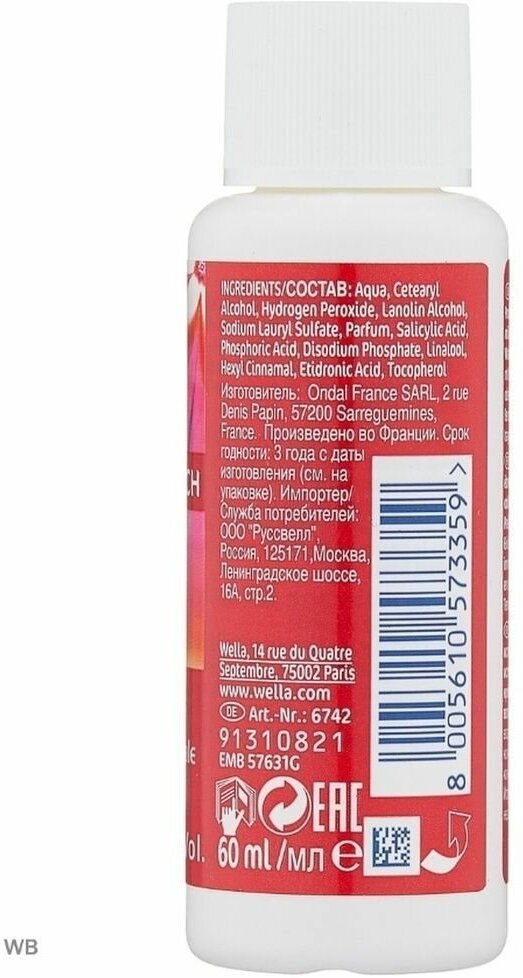 INGREDIENTS/СОСТАВ: Aqua, Cetearyl
Alcohol, Hydrogen Peroxide, Lanolin Alcohol,
Sodium Lauryl Sulfate, Parfum, Salicylic Acid,
Phosphoric Acid, Disodium Phosphate, Linalool,
Hexyl Cinnamal, Etidronic Acid, Tocopherol
Изготовитель: Ondal France SARL, 2 rue
Denis Papin, 57200 Sarreguemines,
France. Произведено во Франции. Срок
годности: 3 года с даты
изготовления (см. на
упаковке). Импортер/
Служба потребителей:
ООО "Руссвелл",
Россия, 125171,Москва,
Ленинградское шоссе,
16А, стр.2.
CH
8 005610 573359 >
Wella, 14 rue du Quatre
Septembre, 75002 Paris
www.wella.com
DE Art.-Nr.: 6742
91310821
EMB 57631G
EAC
Vol.
60 ml /мл e
WB